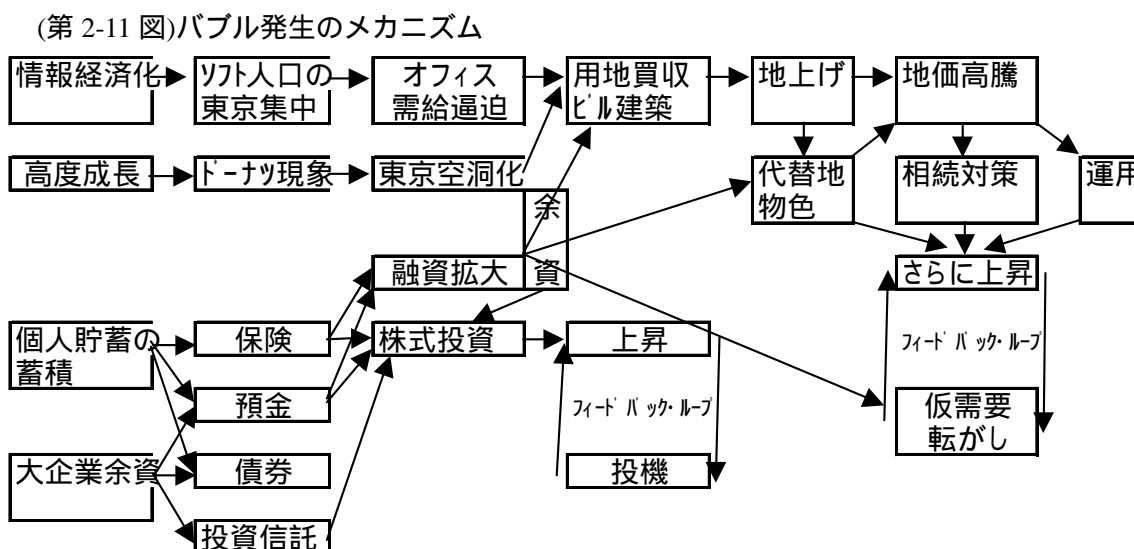 (第 2-11 図)バブル発生のメカニズム
情報経済化
ｿﾌﾄ人口の
東京集中
オフィス
需給逼迫
用地買収
ﾋﾞﾙ建築
地上げ
地価高騰
高度成長
ﾄﾞｰﾅﾂ現象
東京空洞化
代替地
物色
相続対策
運用
余
資
融資拡大
さらに上昇
個人貯蓄の
蓄積
保険
株式投資
上昇
ﾌｨｰﾄﾞﾊﾞｯｸ･ﾙｰﾌﾟ
ﾌｨｰﾄﾞﾊﾞｯｸ･ﾙｰﾌﾟ
預金
仮需要
転がし
大企業余資
債券
投機
投資信託